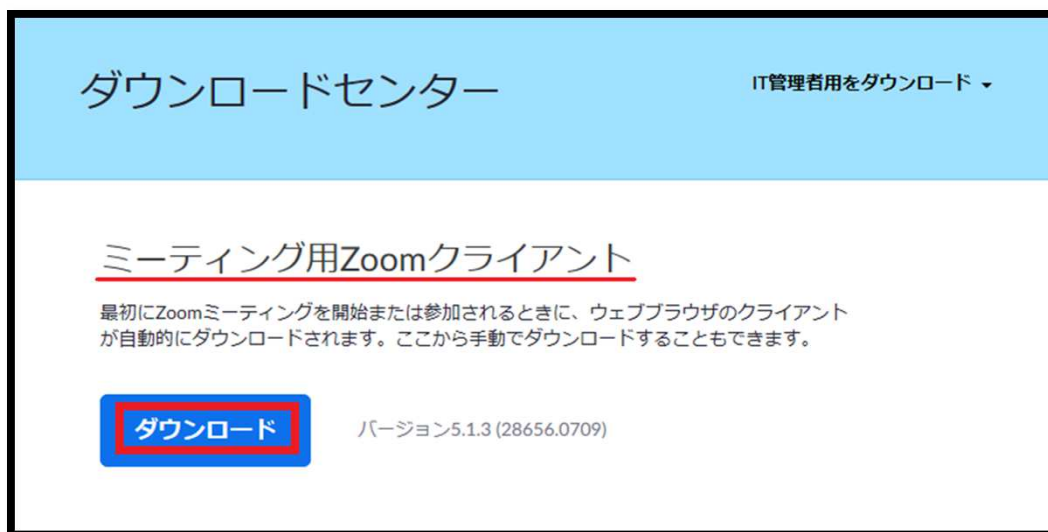 ダウンロードセンター
IT管理者用をダウンロード
ミーティング用Zoomクライアント
最初にZoomミーティングを開始または参加されるときに、ウェブブラウザのクライアント
が自動的にダウンロードされます。ここから手動でダウンロードすることもできます。
ダウンロード
バージョン5.1.3 (28656.0709)